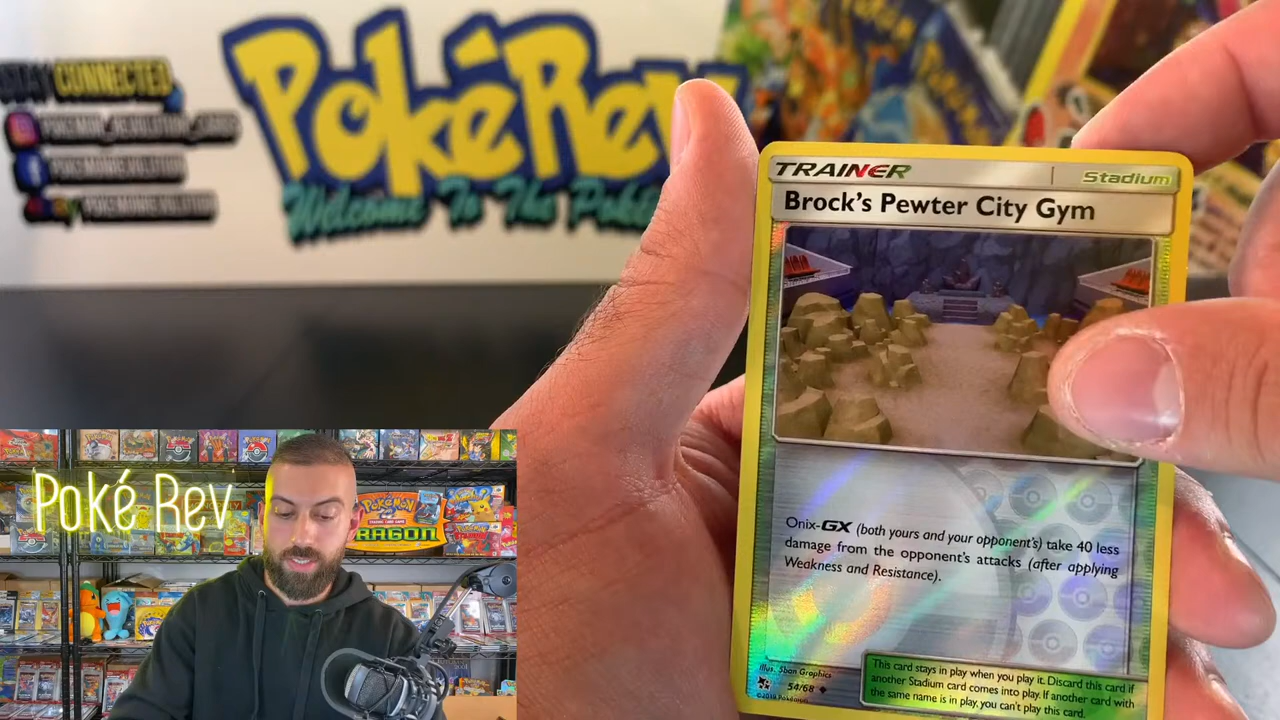 STAY CONNECTED
PokéRev
Welcome To The Poké
TRAINER
Stadium
Brock's Pewter City Gym
Onix-GX (both yours and your opponent's) take 40 less
damage from the opponent's attacks (after applying
Weakness and Resistance).
Illus. Sban Graphics
54/68
This card stays in play when you play it. Discard this card if
another Stadium card comes into play. If another card with
the same name is in play, you can't play this card.
Poké Rev
POKéMON
DRAGON